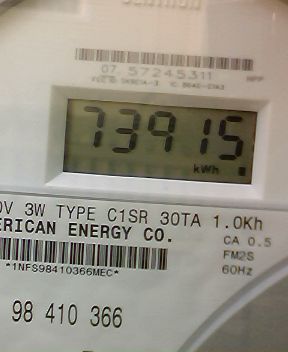 07 57245311
73915
kWh
0V 3W TYPE C1SR 30TA 1.0Kh
ERICAN ENERGY CO.
CA 0.5
FM2S
60Hz
*1NFS98410366MEC*
98 410 366